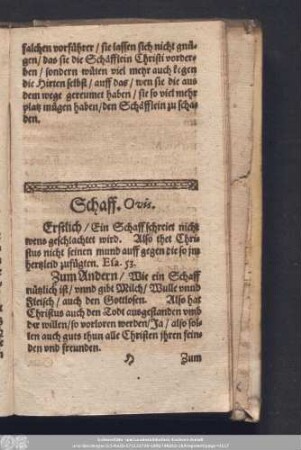 falschen vorführer / sie lassen sich nicht gnü-
gen / das sie die Schäfflein Christi vorder-
ben / sondern wüten viel mehr auch kegen
die Hirten selbst / auff das / wen sie die aus
dem wege gereumet haben / sie so viel mehr
platz mügen haben / den Schäfflein zu scha-
den.
Schaff. Ovis.
Erstlich / Ein Schaff schreiet nicht
wens geschlachtet wird. Also thet Chris
stus nicht seinen mund auff gegen die so jm
hertzleid zufügten. Esa. 53.
Zum Andern / Wie ein Schaff
nützlich ist / vnnd gibt Milch / Wulle vnnd
Fleisch / auch den Gottlosen. Also hat
Christus auch den Todt ausgestanden vmb
der willen / so vorloren werden / Ja / also sol-
ten auch guts thun alle Christen jhren fein-
den vnd freunden.
H Zum